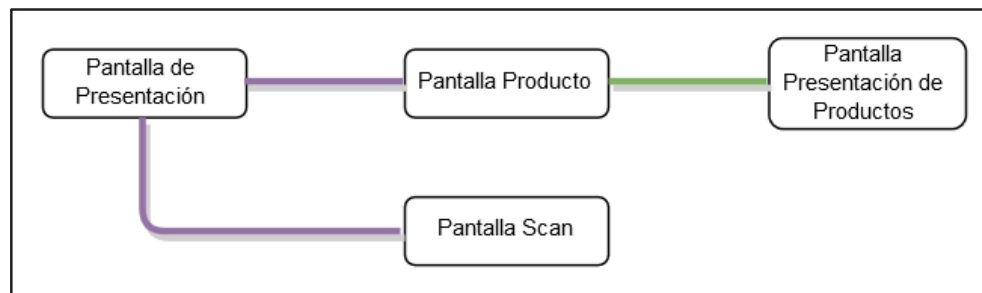 Pantalla de
Presentación
Pantalla Producto
Pantalla
Presentación de
Productos
Pantalla Scan